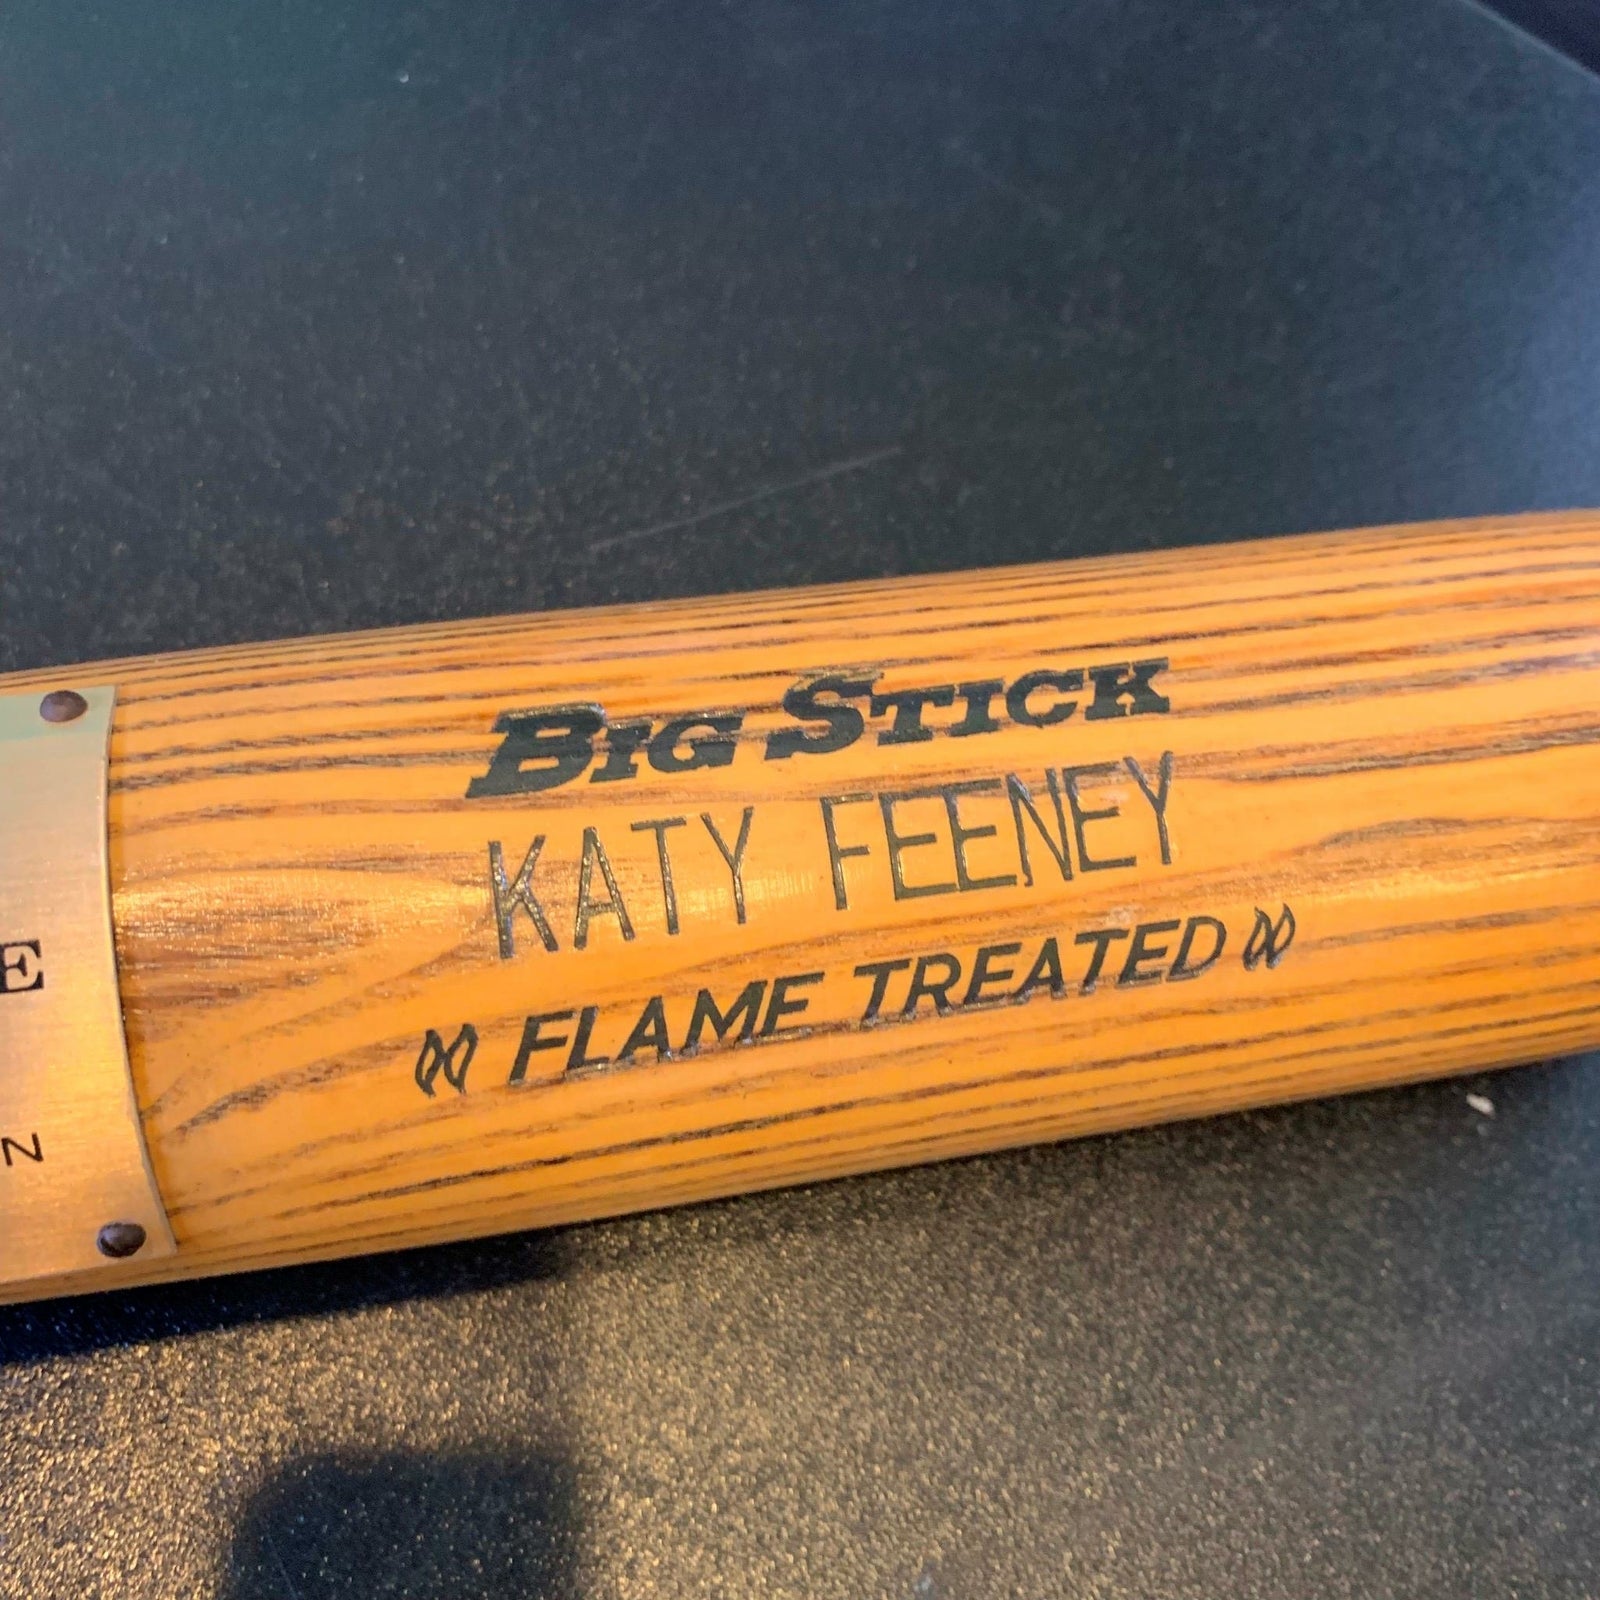 BIG STICK
KATY FEENEY
FLAME TREATED
E
N